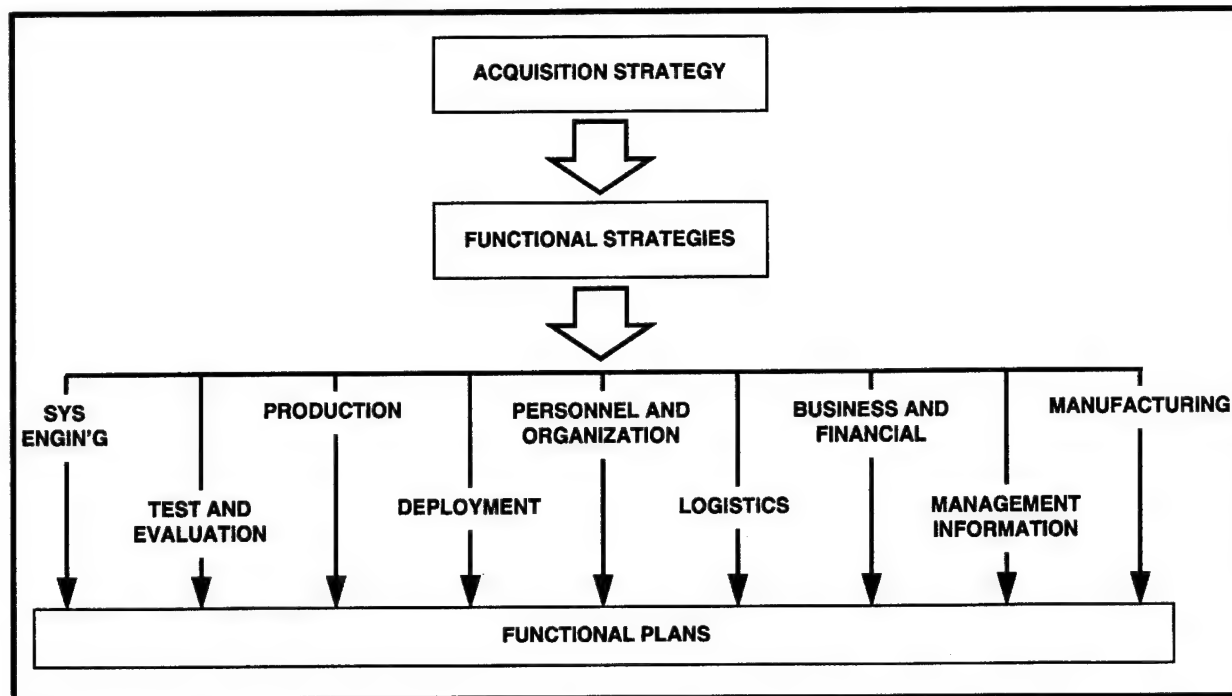 ACQUISITION STRATEGY
FUNCTIONAL STRATEGIES
SYS
ENGIN'G
TEST AND
EVALUATION
PRODUCTION
DEPLOYMENT
PERSONNEL AND
ORGANIZATION
LOGISTICS
BUSINESS AND
FINANCIAL
MANAGEMENT
INFORMATION
MANUFACTURING
FUNCTIONAL PLANS